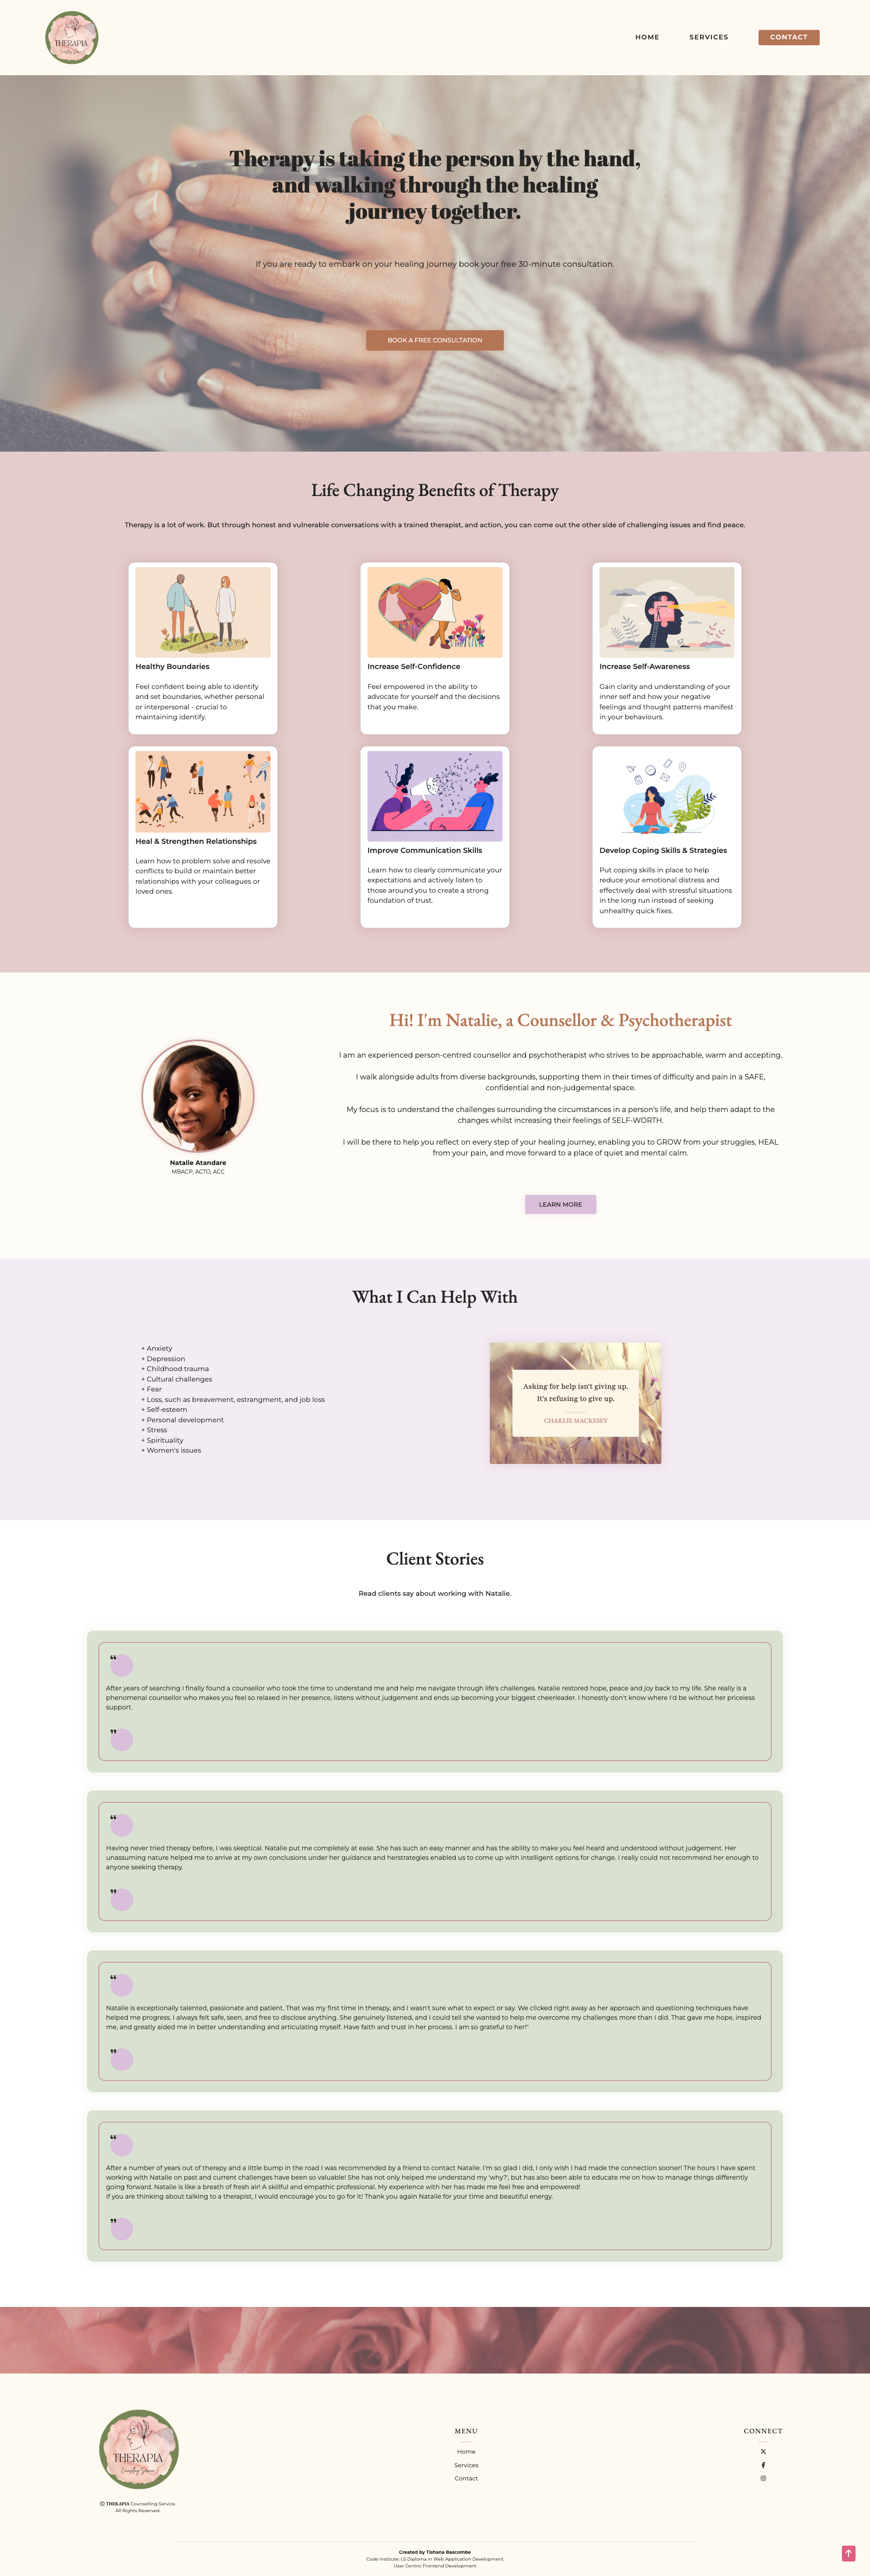 THERAPIA
Counselling Service
HOME
SERVICES
CONTACT
Therapy is taking the person by the hand,
and walking through the healing
journey together.
If you are ready to embark on your healing journey book your free 30-minute consultation.
BOOK A FREE CONSULTATION
Life Changing Benefits of Therapy
Therapy is a lot of work. But through honest and vulnerable conversations with a trained therapist, and action, you can come out the other side of challenging issues and find peace.
Healthy Boundaries
Feel confident being able to identify
and set boundaries, whether personal
or interpersonal - crucial to
maintaining identify.
Increase Self-Confidence
Feel empowered in the ability to
advocate for yourself and the decisions
that you make.
Increase Self-Awareness
Gain clarity and understanding of your
inner self and how your negative
feelings and thought patterns manifest
in your behaviours.
Heal & Strengthen Relationships
Learn how to problem solve and resolve
conflicts to build or maintain better
relationships with your colleagues or
loved ones.
Improve Communication Skills
Learn how to clearly communicate your
expectations and actively listen to
those around you to create a strong
foundation of trust.
Develop Coping Skills & Strategies
Put coping skills in place to help
reduce your emotional distress and
effectively deal with stressful situations
in the long run instead of seeking
unhealthy quick fixes.
Hi! I'm Natalie, a Counsellor & Psychotherapist
I am an experienced person-centred counsellor and psychotherapist who strives to be approachable, warm and accepting.
I walk alongside adults from diverse backgrounds, supporting them in their times of difficulty and pain in a SAFE,
confidential and non-judgemental space.
My focus is to understand the challenges surrounding the circumstances in a person's life, and help them adapt to the
changes whilst increasing their feelings of SELF-WORTH.
I will be there to help you reflect on every step of your healing journey, enabling you to GROW from your struggles, HEAL
from your pain, and move forward to a place of quiet and mental calm.
Natalie Atandare
MBACP, ACTO, ACC
LEARN MORE
What I Can Help With
+ Anxiety
+ Depression
+ Childhood trauma
+ Cultural challenges
+ Fear
+ Loss, such as breavement, estrangment, and job loss
+ Self-esteem
+ Personal development
+ Stress
+ Spirituality
+ Women's issues
Asking for help isn't giving up.
It's refusing to give up.
CHARLIE MACKESEY
Client Stories
Read clients say about working with Natalie.
❝
After years of searching I finally found a counsellor who took the time to understand me and help me navigate through life's challenges. Natalie restored hope, peace and joy back to my life. She really is a
phenomenal counsellor who makes you feel so relaxed in her presence, listens without judgement and ends up becoming your biggest cheerleader. I honestly don't know where I'd be without her priceless
support.
❞
❝
Having never tried therapy before, I was skeptical. Natalie put me completely at ease. She has such an easy manner and has the ability to make you feel heard and understood without judgement. Her
unassuming nature helped me to arrive at my own conclusions under her guidance and herstrategies enabled us to come up with intelligent options for change. I really could not recommend her enough to
anyone seeking therapy.
❞
❝
Natalie is exceptionally talented, passionate and patient. That was my first time in therapy, and I wasn't sure what to expect or say. We clicked right away as her approach and questioning techniques have
helped me progress. I always felt safe, seen, and free to disclose anything. She genuinely listened, and I could tell she wanted to help me overcome my challenges more than I did. That gave me hope, inspired
me, and greatly aided me in better understanding and articulating myself. Have faith and trust in her process. I am so grateful to her!"
❞
❝
After a number of years out of therapy and a little bump in the road I was recommended by a friend to contact Natalie. I'm so glad I did, I only wish I had made the connection sooner! The hours I have spent
working with Natalie on past and current challenges have been so valuable! She has not only helped me understand my 'why?', but has also been able to educate me on how to manage things differently
going forward. Natalie is like a breath of fresh air! A skillful and empathic professional. My experience with her has made me feel free and empowered!
If you are thinking about talking to a therapist, I would encourage you to go for it! Thank you again Natalie for your time and beautiful energy.
❞
THERAPIA
Counselling Service
© THERAPIA Counselling Service.
All Rights Reserved.
MENU
Home
Services
Contact
CONNECT
Created by Tishana Bascombe
Code Institute: L5 Diploma in Web Application Development
User Centric Frontend Development